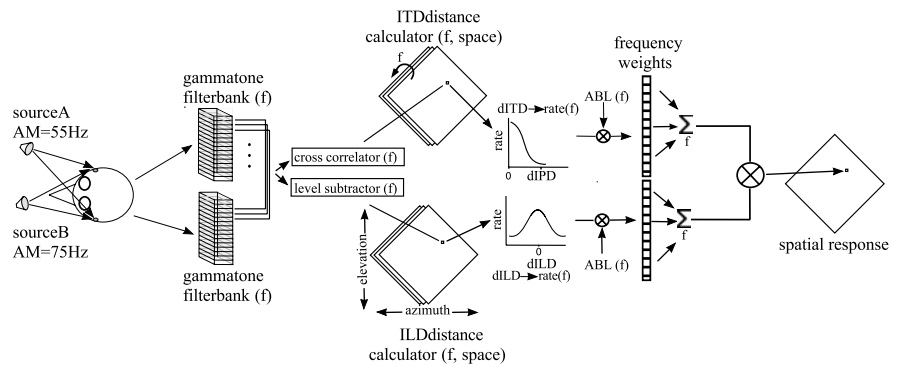 sourceA
AM=55Hz
sourceB
AM=75Hz
gammatone
filterbank (f)
gammatone
filterbank (f)
cross correlator (f)
level subtractor (f)
ITDdistance
calculator (f, space)
f
elevation
azimuth
ILDdistance
calculator (f, space)
dITD→rate(f)
rate
0
dIPD
rate
0
dILD
dILD→rate(f)
ABL (f)
ABL (f)
frequency
weights
Σ
f
Σ
f
spatial response